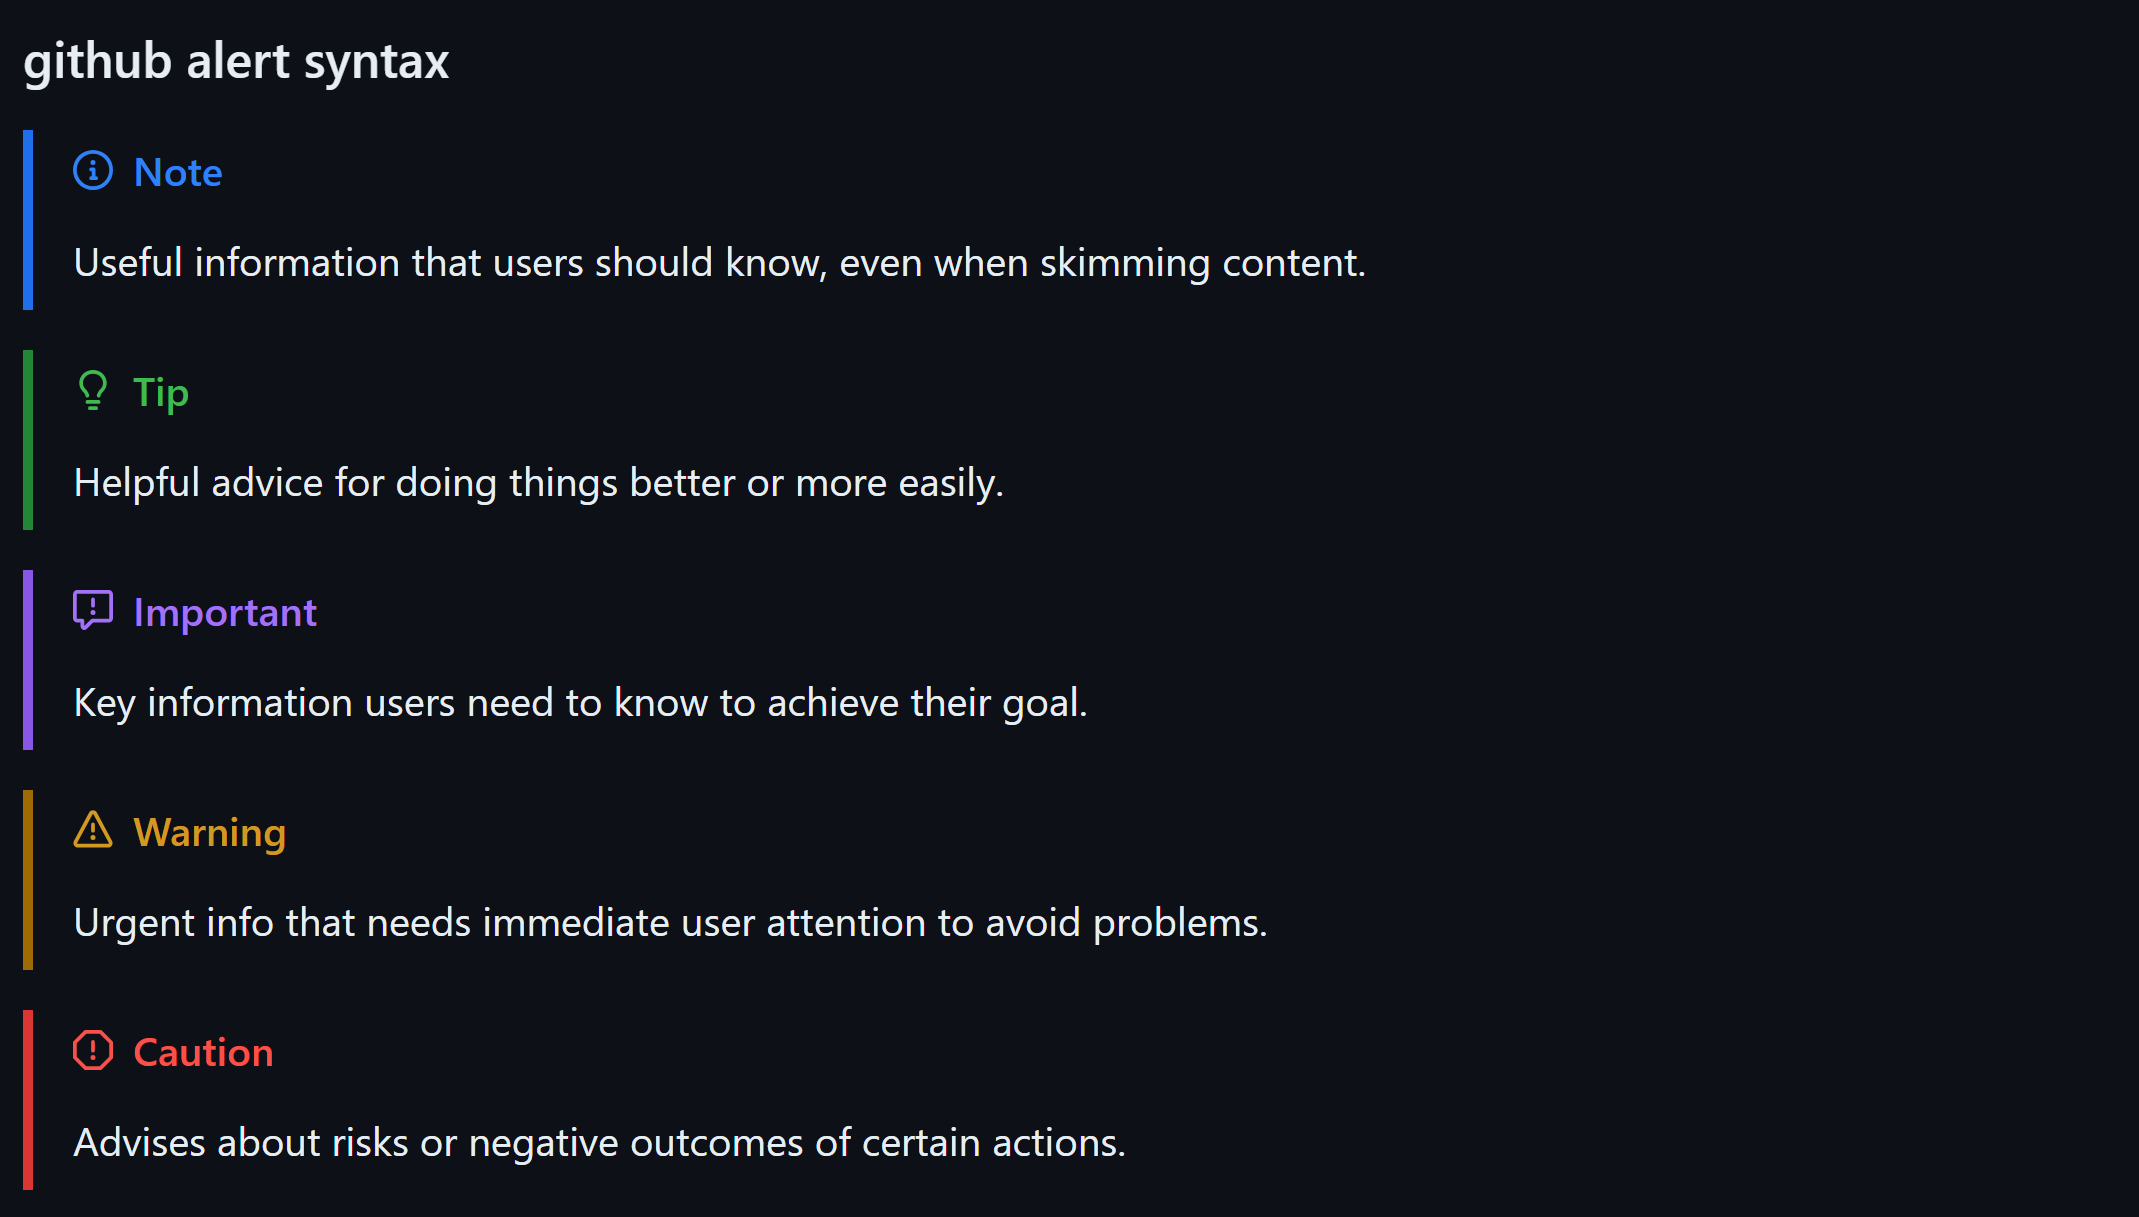 github alert syntax
Note
Useful information that users should know, even when skimming content.
Tip
Helpful advice for doing things better or more easily.
Important
Key information users need to know to achieve their goal.
Warning
Urgent info that needs immediate user attention to avoid problems.
Caution
Advises about risks or negative outcomes of certain actions.